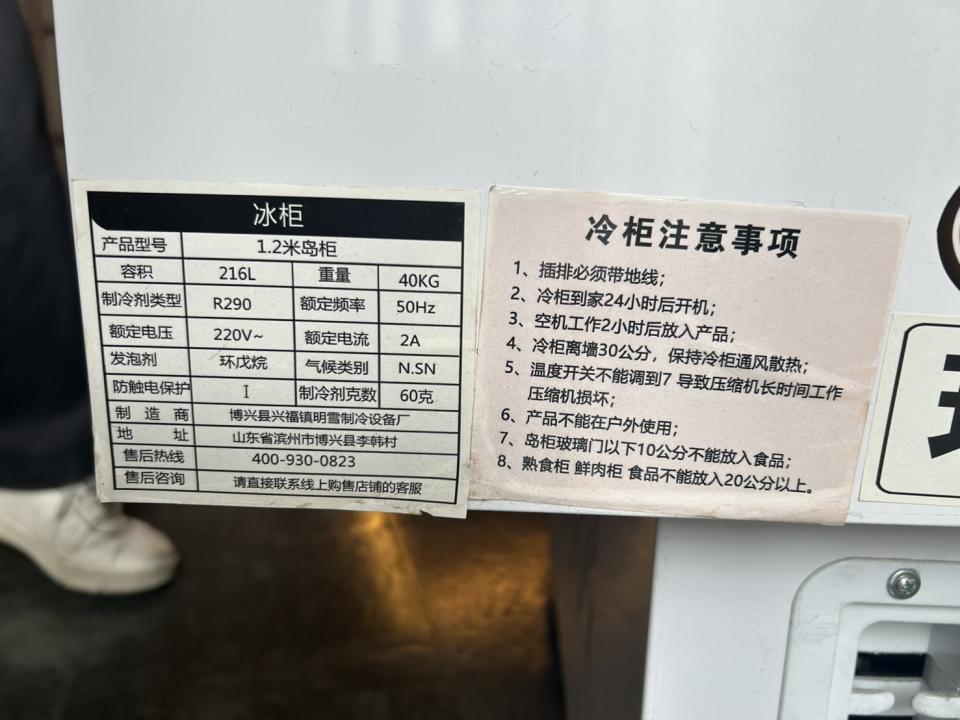 冰柜
产品型号 1.2米岛柜
容积 216L 重量 40KG
制冷剂类型 R290 额定频率 50Hz
额定电压 220V~ 额定电流 2A
发泡剂 环戊烷 气候类别 N.SN
防触电保护 I 制冷剂克数 60克
制造商 博兴县兴福镇明雪制冷设备厂
地址 山东省滨州市博兴县李韩村
售后热线 400-930-0823
售后咨询 请直接联系线上购售店铺的客服
冷柜注意事项
1、插排必须带地线；
2、冷柜到家24小时后开机；
3、空机工作2小时后放入产品；
4、冷柜离墙30公分，保持冷柜通风散热；
5、温度开关不能调到7 导致压缩机长时间工作
压缩机损坏；
6、产品不能在户外使用；
7、岛柜玻璃门以下10公分不能放入食品；
8、熟食柜 鲜肉柜 食品不能放入20公分以上。